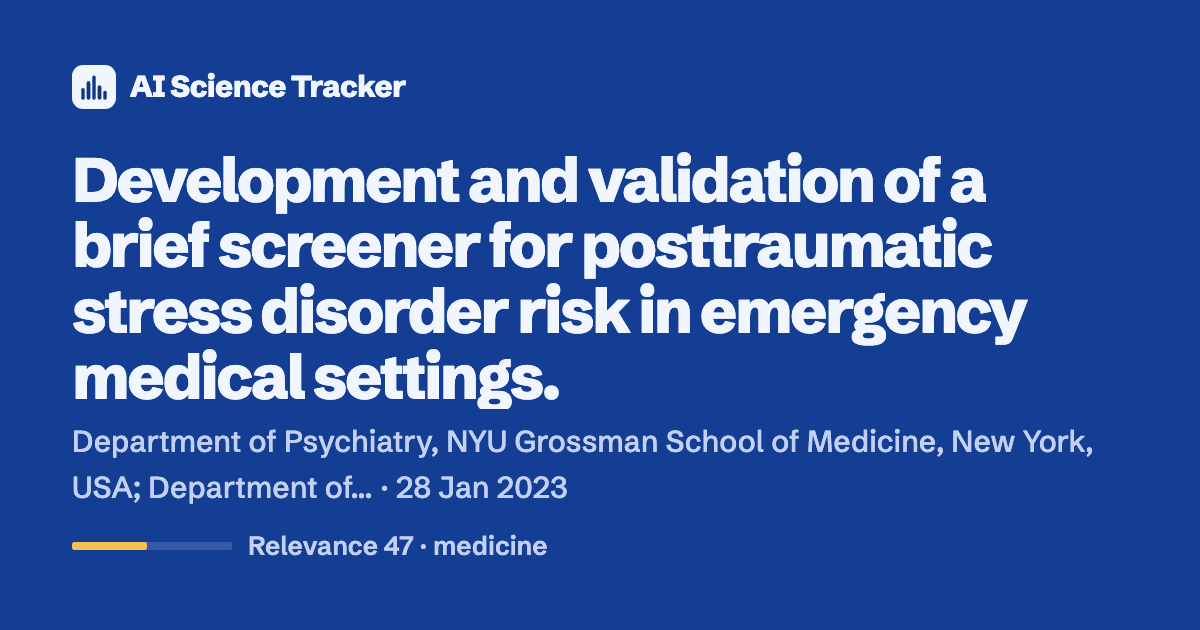 AI Science Tracker
Development and validation of a
brief screener for posttraumatic
stress disorder risk in emergency
medical settings.
Department of Psychiatry, NYU Grossman School of Medicine, New York,
USA; Department of... · 28 Jan 2023
Relevance 47 · medicine